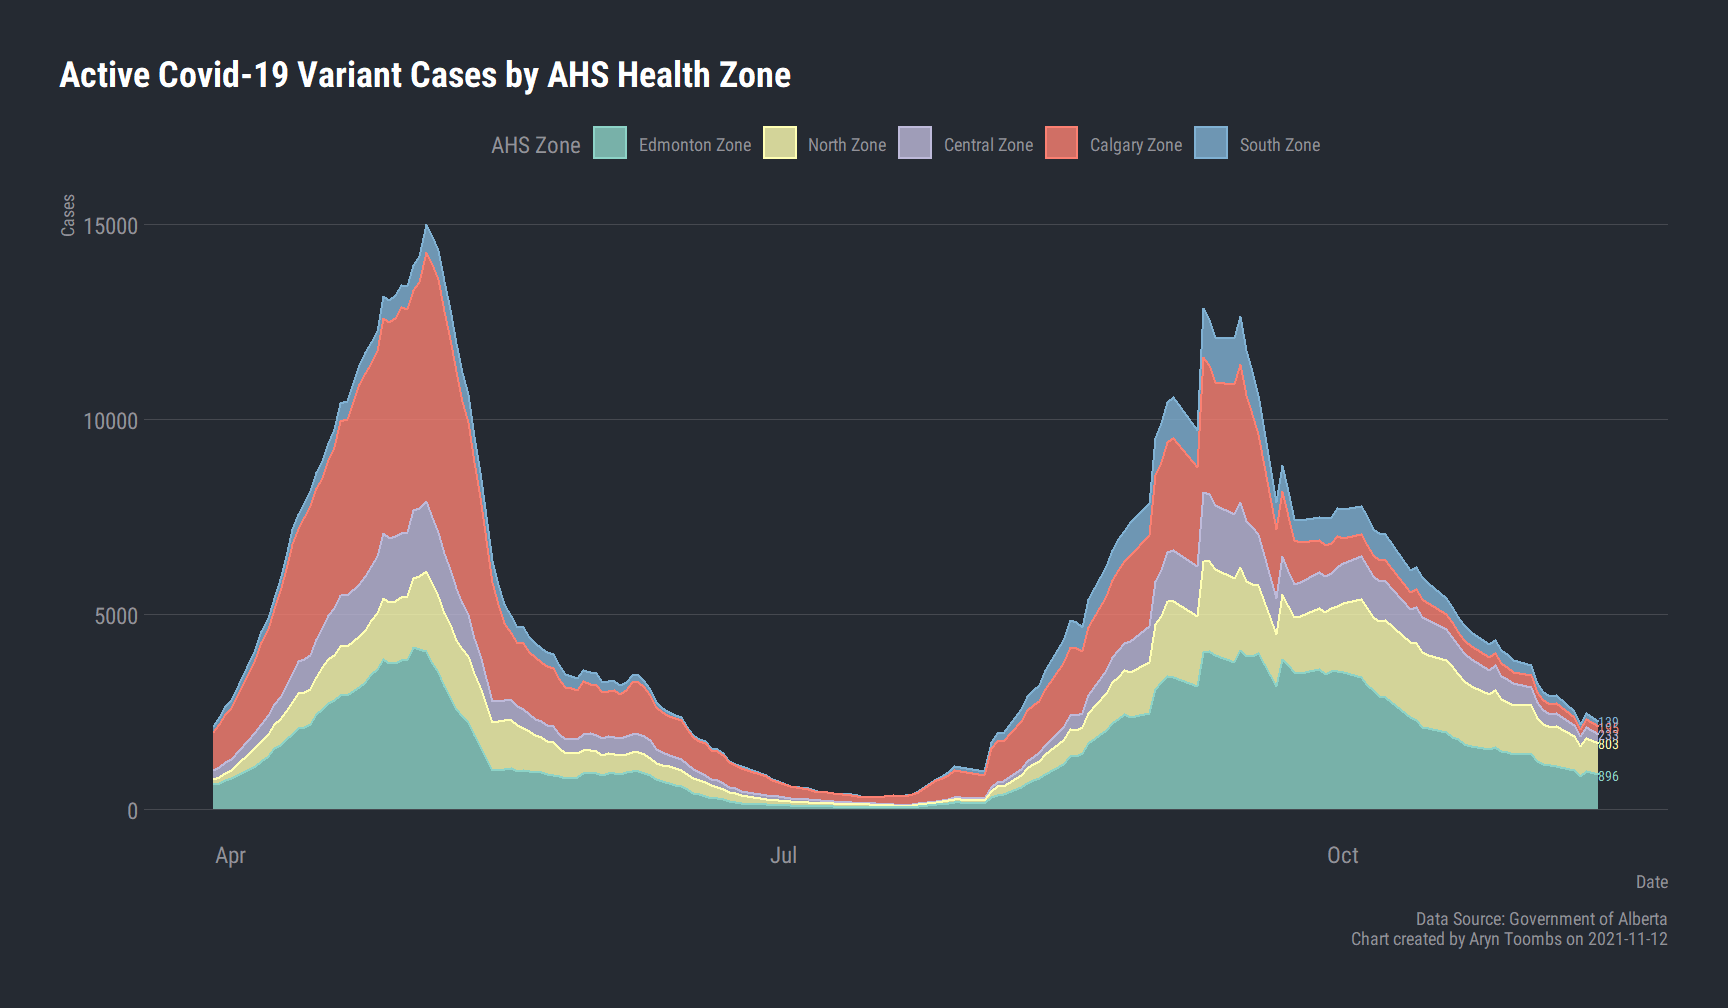 Active Covid-19 Variant Cases by AHS Health Zone
AHS Zone Edmonton Zone North Zone Central Zone Calgary Zone South Zone
Cases
15000
10000
5000
0
139
803
896
Apr Jul Oct
Date
Data Source: Government of Alberta
Chart created by Aryn Toombs on 2021-11-12